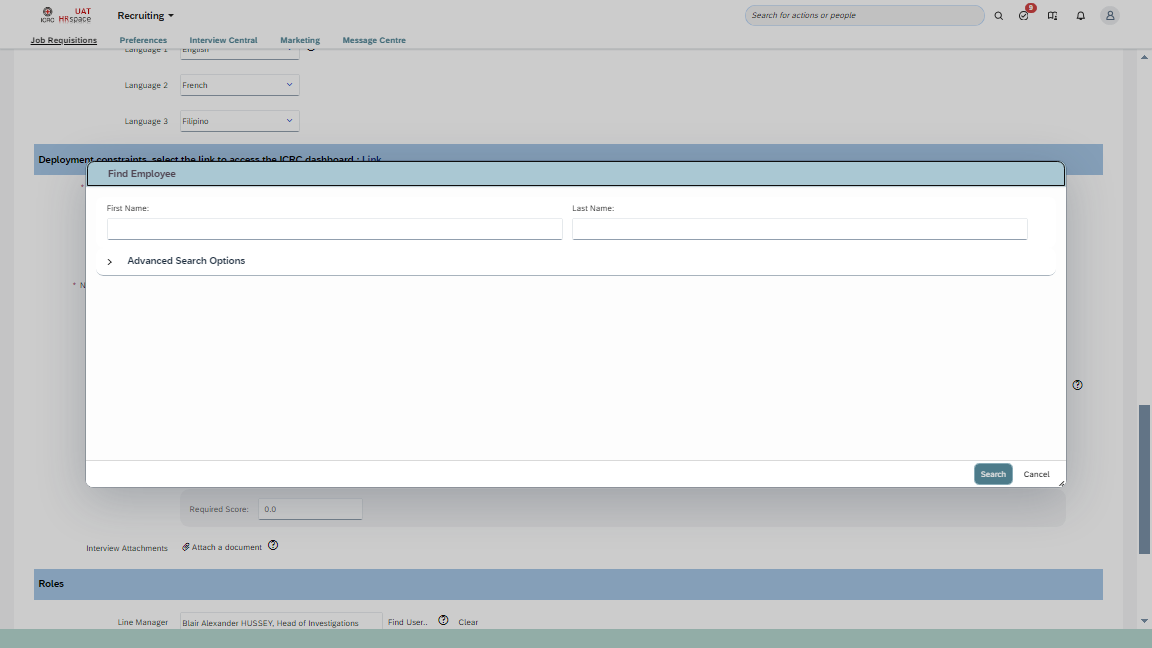 UAT
ICRC HRspace
Recruiting
Search for actions or people
9
Job Requisitions
Preferences
Interview Central
Marketing
Message Centre
Language 1 English
Language 2 French
Language 3 Filipino
Deployment constraints, select the link to access the ICRC dashboard : Link
*
* N
Find Employee
First Name:
Last Name:
Advanced Search Options
Search
Cancel
Required Score: 0.0
Interview Attachments Attach a document
Roles
Line Manager Blair Alexander HUSSEY, Head of Investigations Find User.. Clear